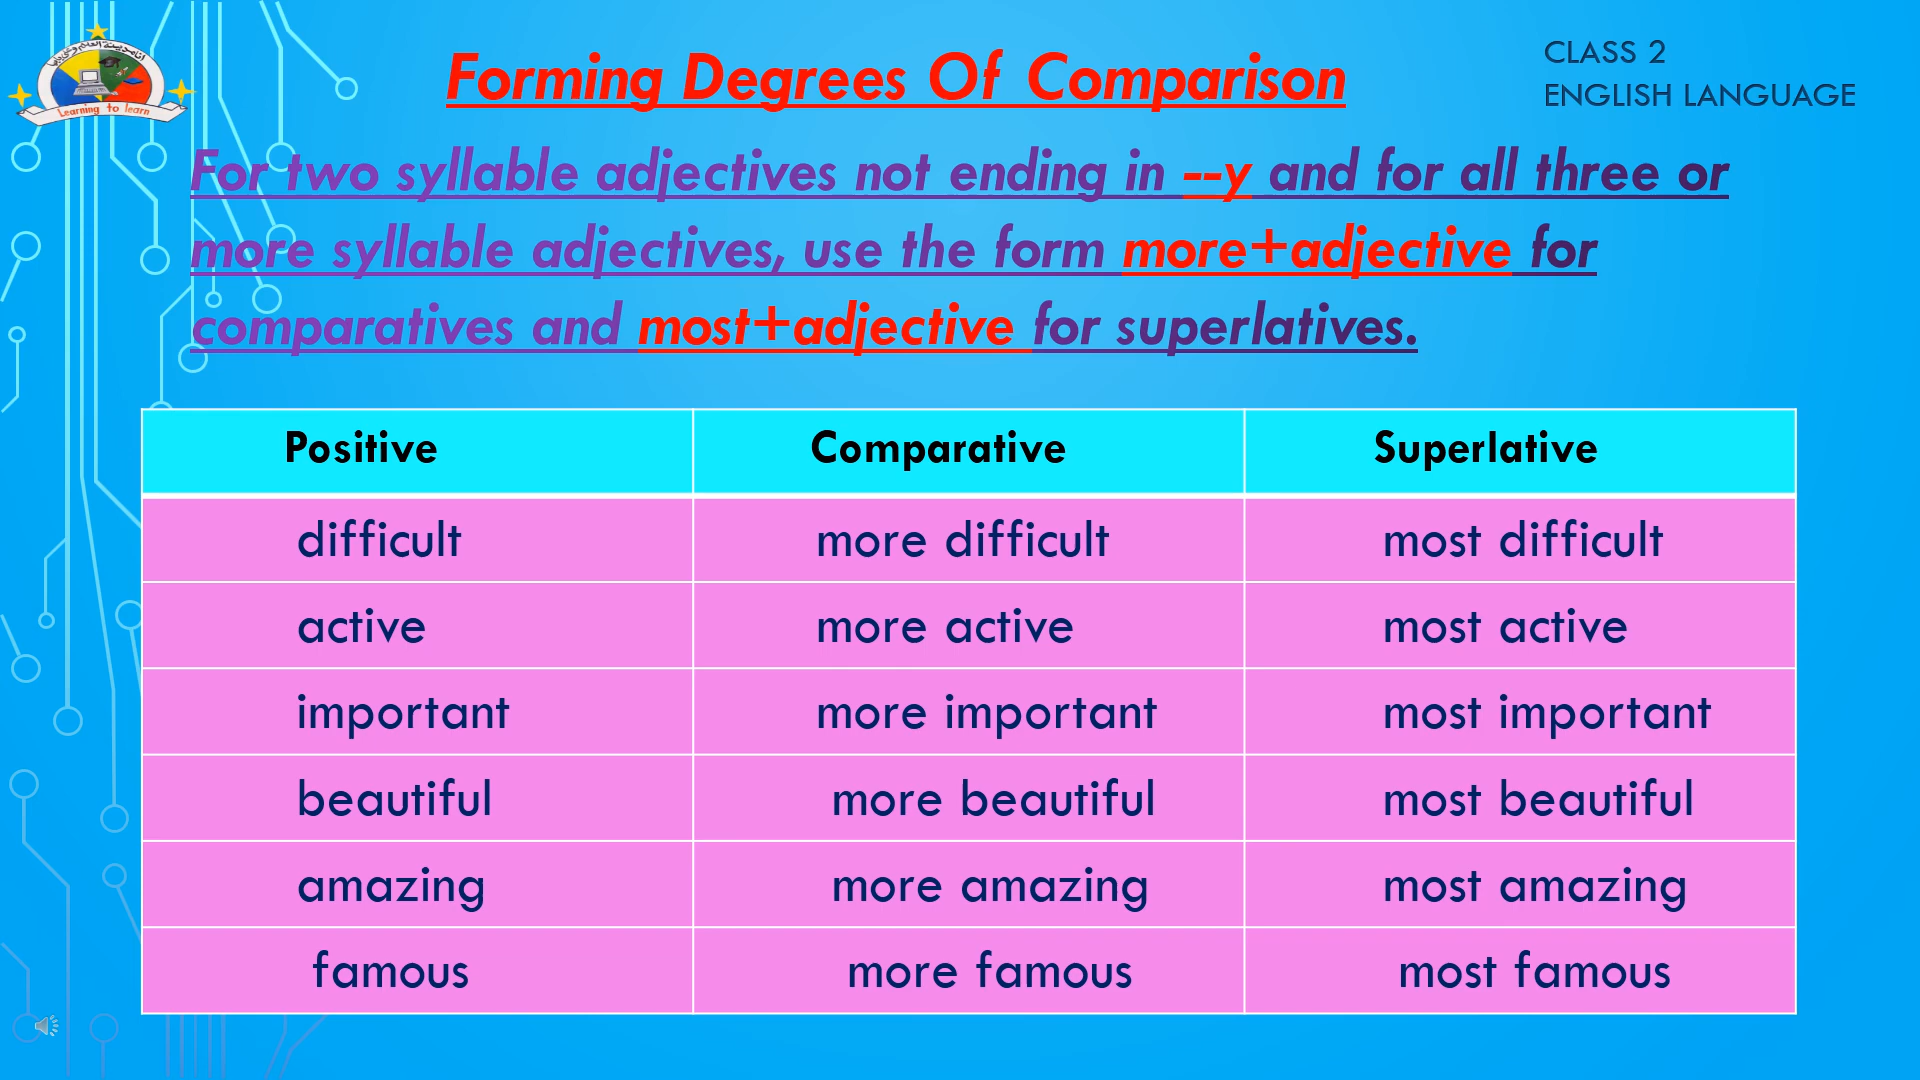 Learning to learn
Forming Degrees Of Comparison
CLASS 2
ENGLISH LANGUAGE
For two syllable adjectives not ending in --y and for all three or
more syllable adjectives, use the form more+adjective for
comparatives and most+adjective for superlatives.
Positive Comparative Superlative
difficult more difficult most difficult
active more active most active
important more important most important
beautiful more beautiful most beautiful
amazing more amazing most amazing
famous more famous most famous